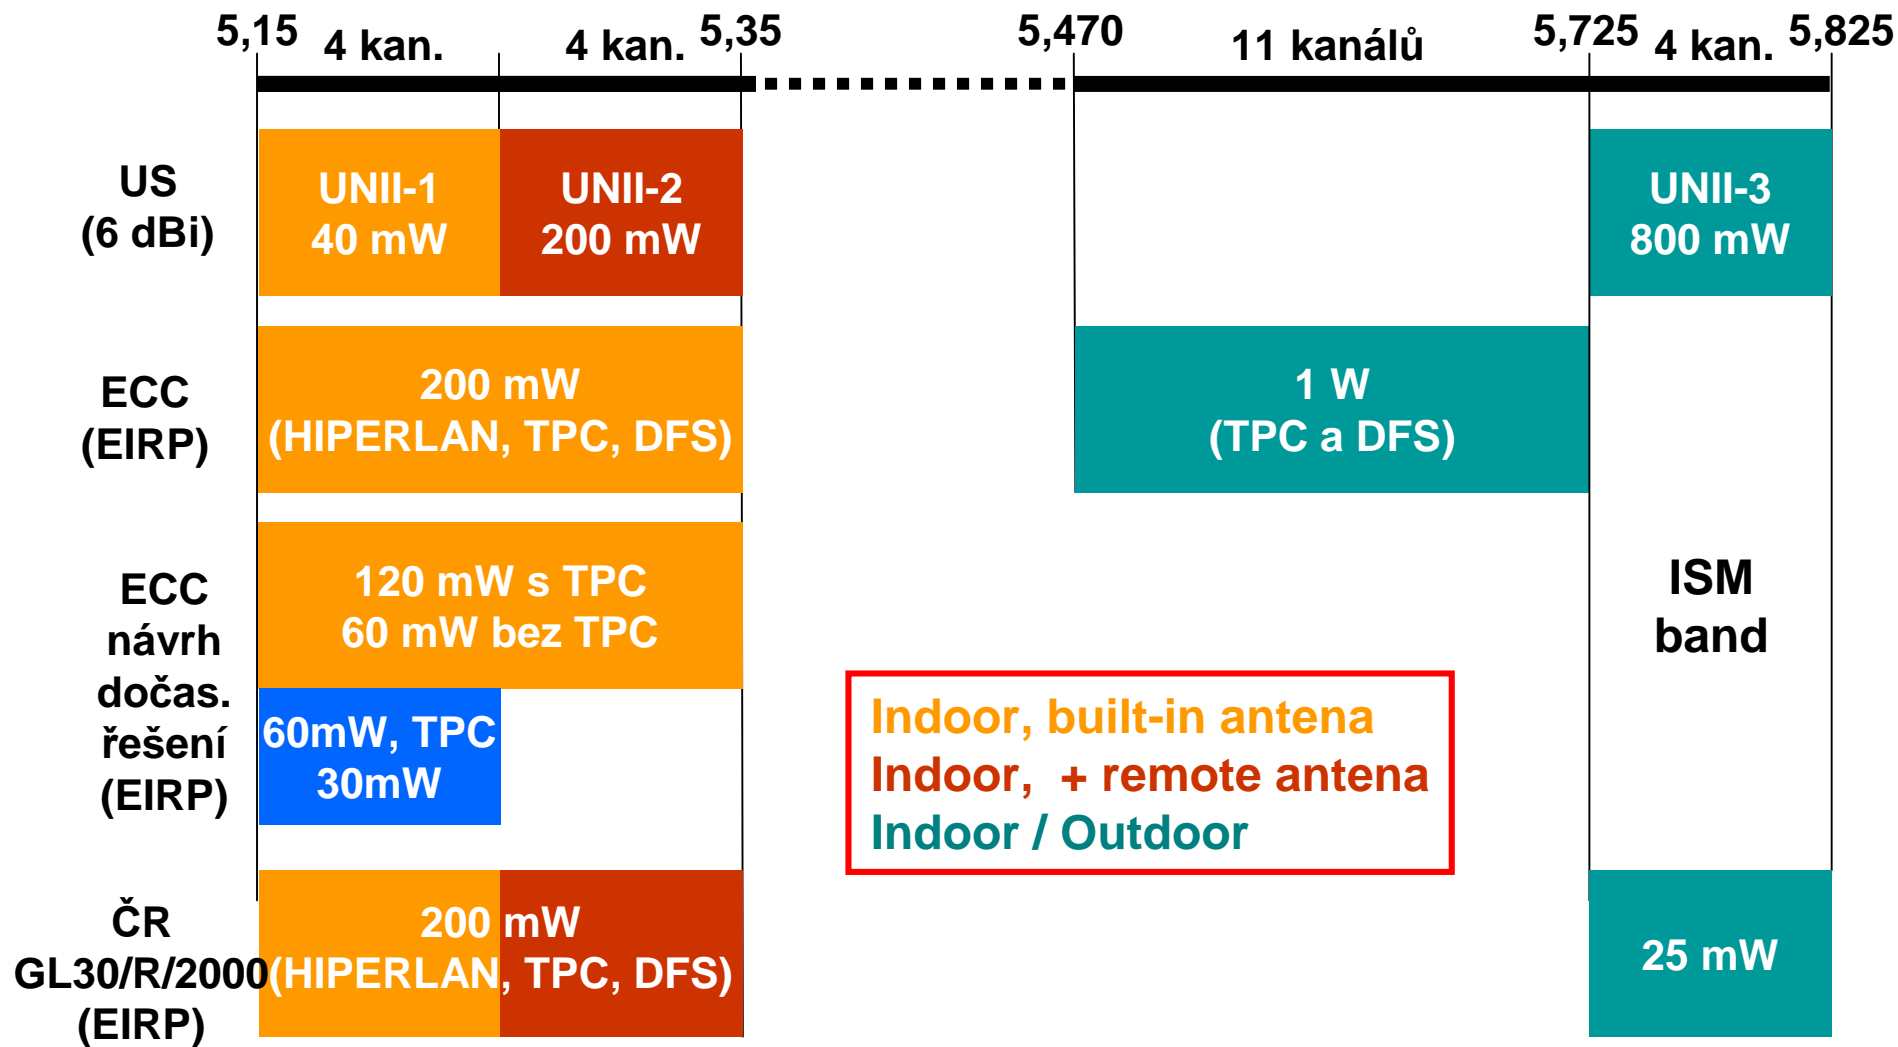 5,15 4 kan. 4 kan. 5,35 5,470 11 kanálů 5,725 4 kan. 5,825
US
(6 dBi)
UNII-1
40 mW
UNII-2
200 mW
UNII-3
800 mW
ECC
(EIRP)
200 mW
(HIPERLAN, TPC, DFS)
1 W
(TPC a DFS)
ECC
návrh
dočas.
řešení
(EIRP)
120 mW s TPC
60 mW bez TPC
60mW, TPC
30mW
ISM
band
Indoor, built-in antena
Indoor, + remote antena
Indoor / Outdoor
ČR
GL30/R/2000
(EIRP)
200 mW
(HIPERLAN, TPC, DFS)
25 mW